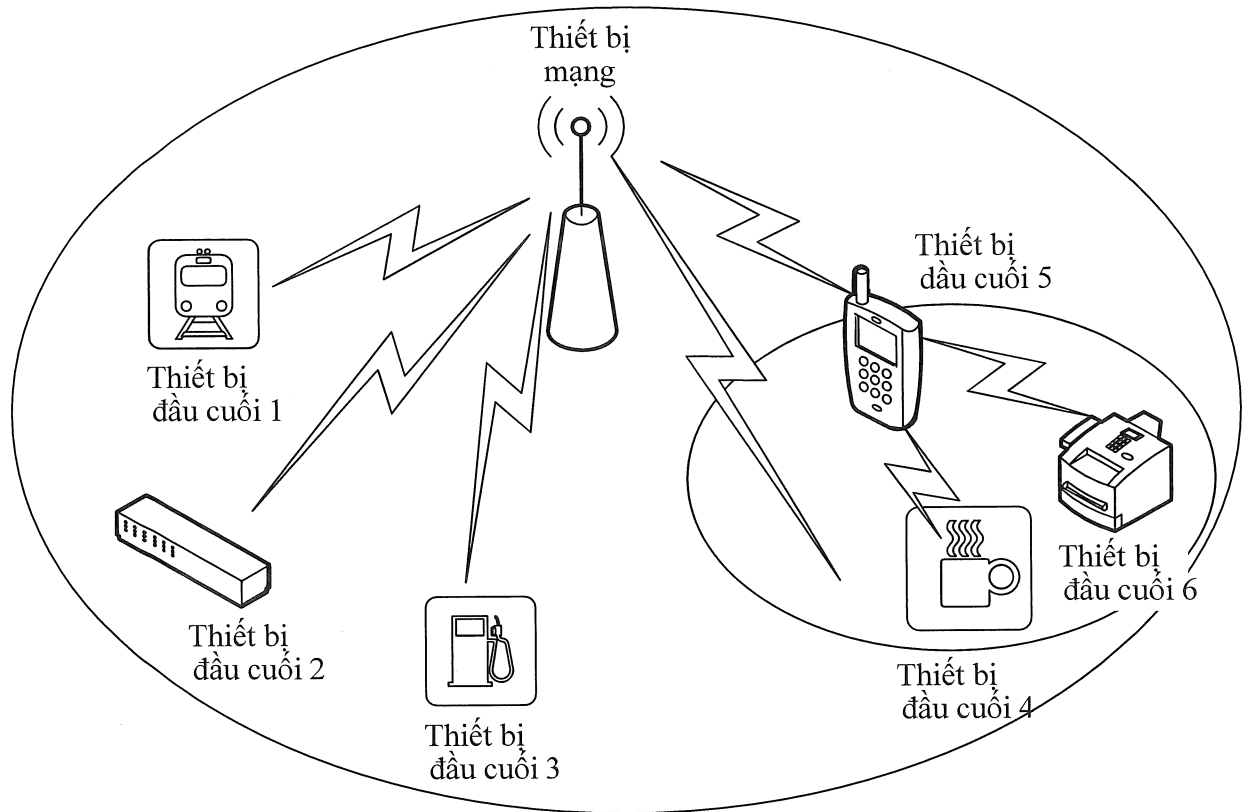 Thiết bị
mạng
Thiết bị
đầu cuối 5
Thiết bị
đầu cuối 1
Thiết bị
đầu cuối 6
Thiết bị
đầu cuối 2
Thiết bị
đầu cuối 4
Thiết bị
đầu cuối 3